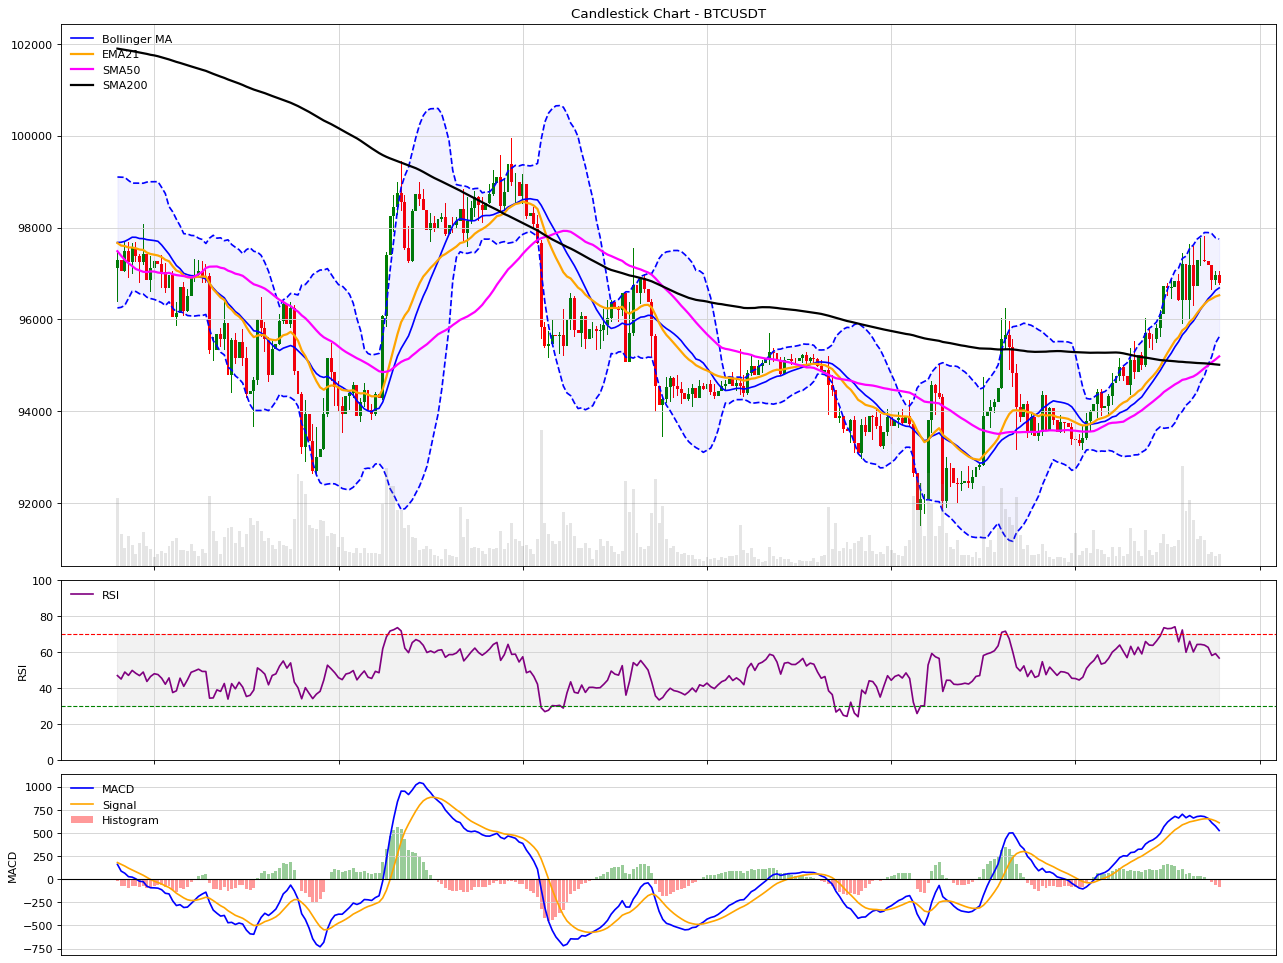 Candlestick Chart - BTCUSDT
Bollinger MA
EMA21
SMA50
SMA200
102000
100000
98000
96000
94000
92000
RSI
100
80
60
40
20
0
RSI
MACD
Signal
Histogram
1000
750
500
250
0
−250
−500
−750
MACD